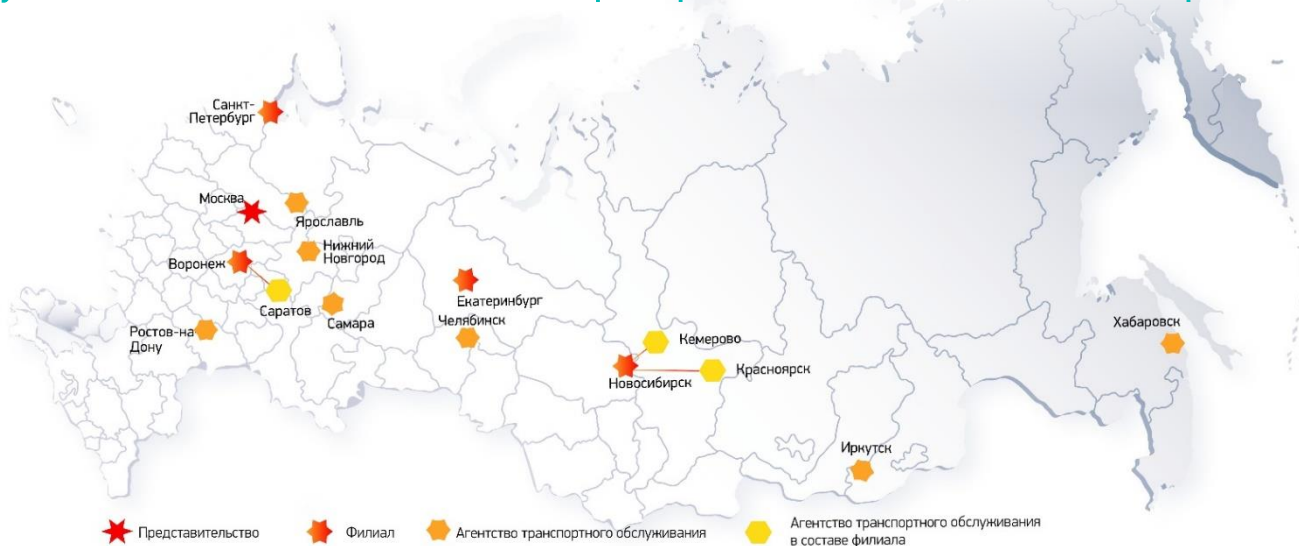 Санкт-
Петербург
Москва
Ярославль
Нижний
Новгород
Воронеж
Саратов
Самара
Ростов-на
Дону
Екатеринбург
Челябинск
Кемерово
Новосибирск
Красноярск
Хабаровск
Иркутск
Представительство
Филиал
Агентство транспортного обслуживания
Агентство транспортного обслуживания
в составе филиала